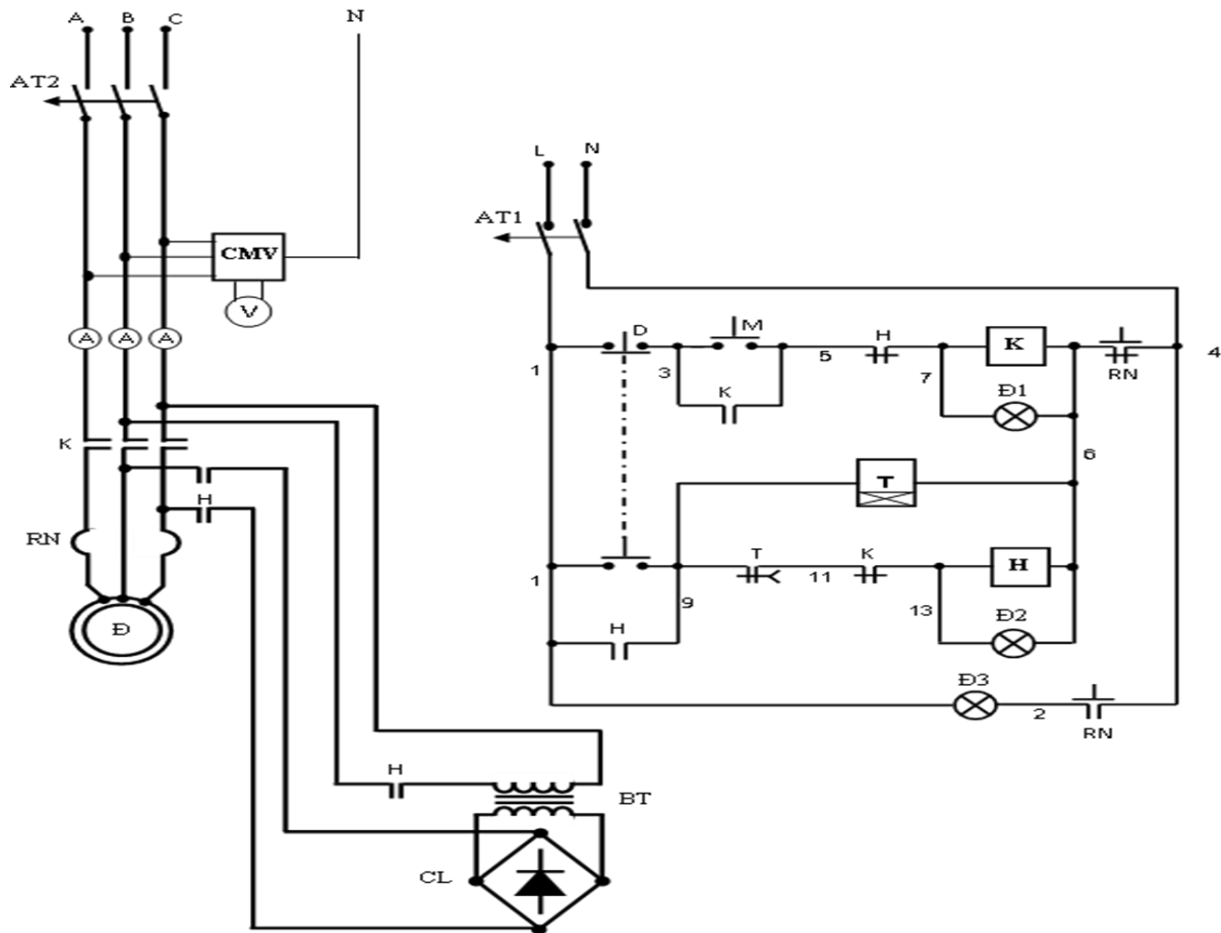 A B C N
AT2
CMV
V
A A A
K
H
RN
Đ
H
BT
CL
L N
AT1
D M H K
1 3 5 7 RN 4
K Đ1
6
T
T K H
1 9 11 13
H Đ2
Đ3
2 RN